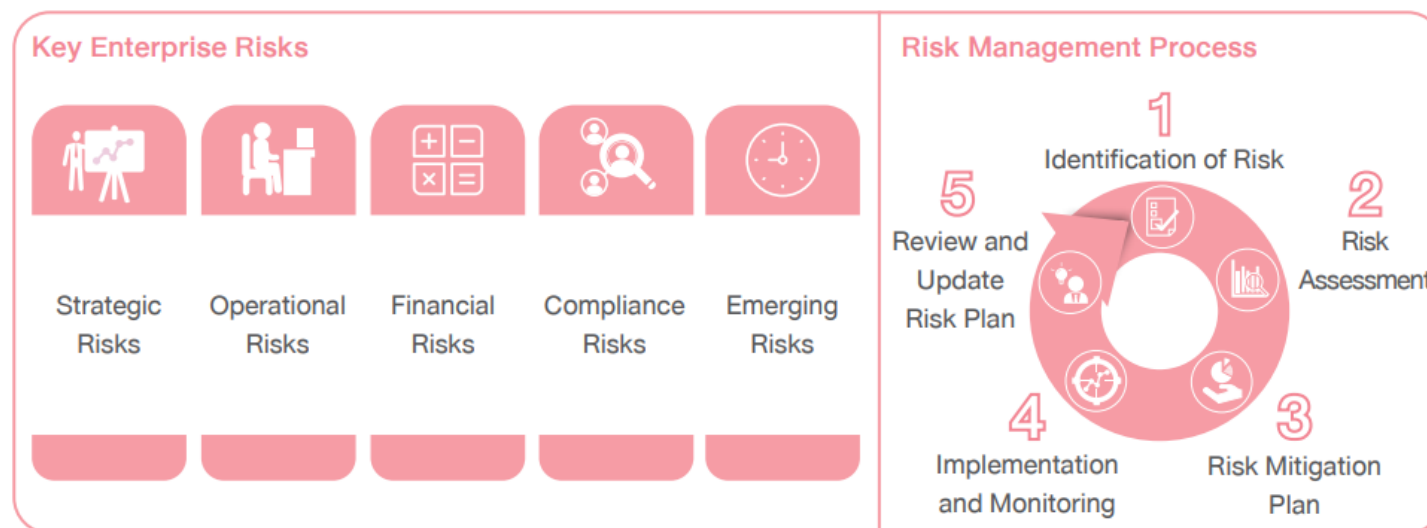 Key Enterprise Risks
Strategic
Risks
Operational
Risks
Financial
Risks
Compliance
Risks
Emerging
Risks
Risk Management Process
1
Identification of Risk
2
Risk
Assessment
3
Risk Mitigation
Plan
4
Implementation
and Monitoring
5
Review and
Update
Risk Plan